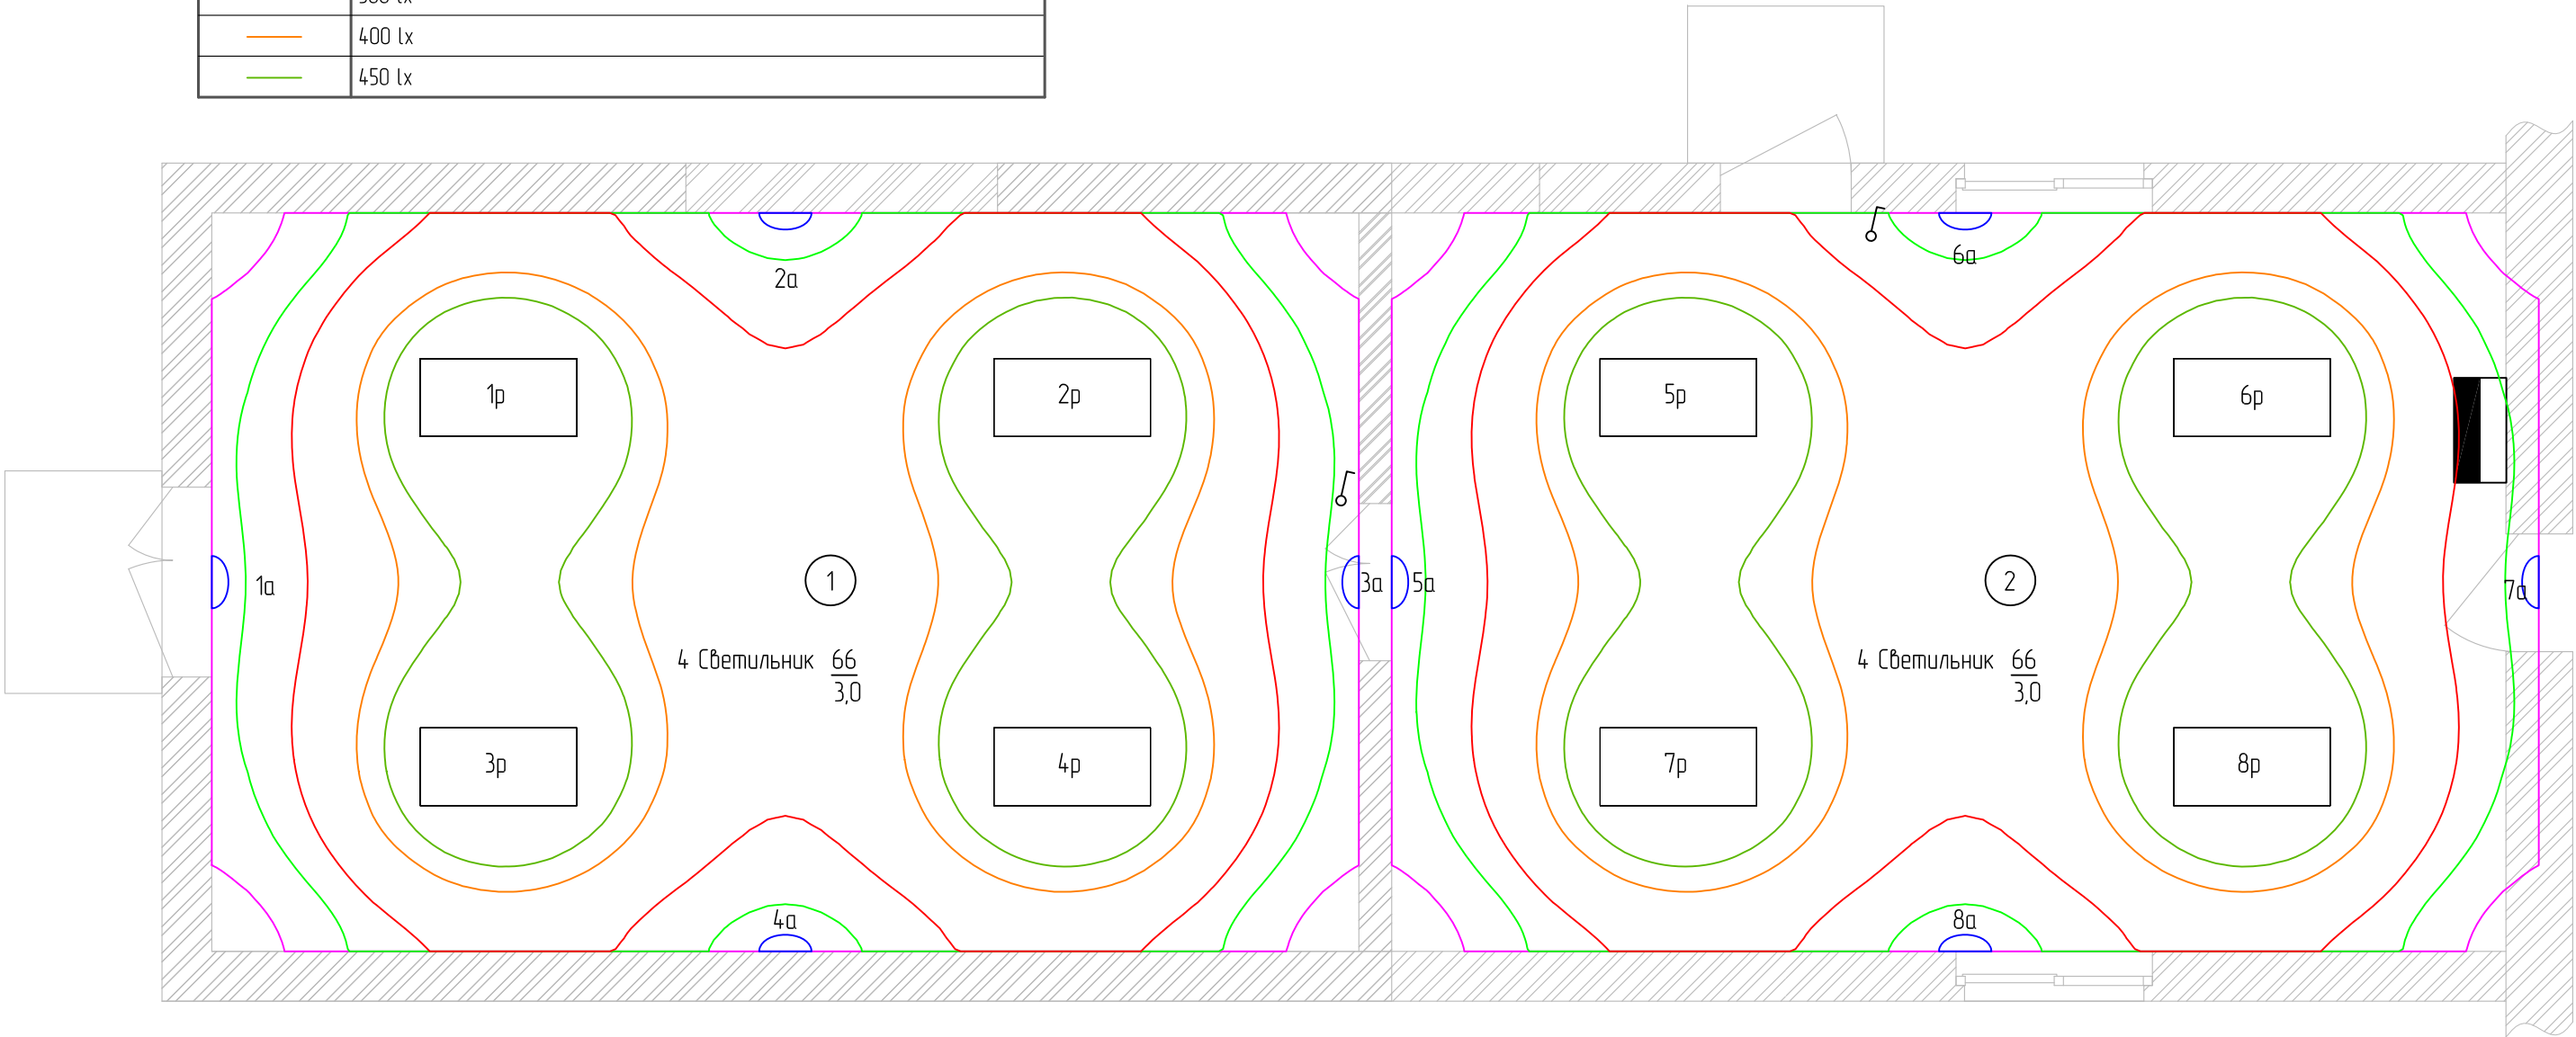 400 lx
450 lx
2а
6а
1р
2р
5р
6р
1
2
1а
3а
5а
7а
4 Светильник 66
3,0
4 Светильник 66
3,0
3р
4р
7р
8р
4а
8а